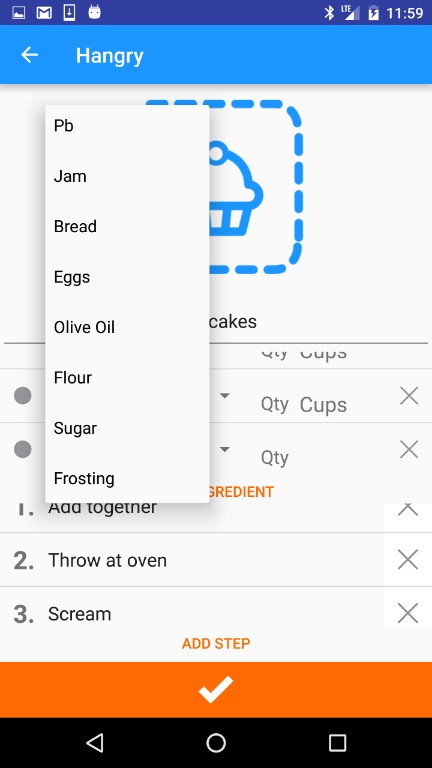 LTE 11:59
Hangry
Pb
Jam
Bread
Eggs
Olive Oil
Flour
Sugar
Frosting
cakes
Qty Cups
Qty Cups
Qty
GREDIENT
1. Add together
2. Throw at oven
3. Scream
ADD STEP